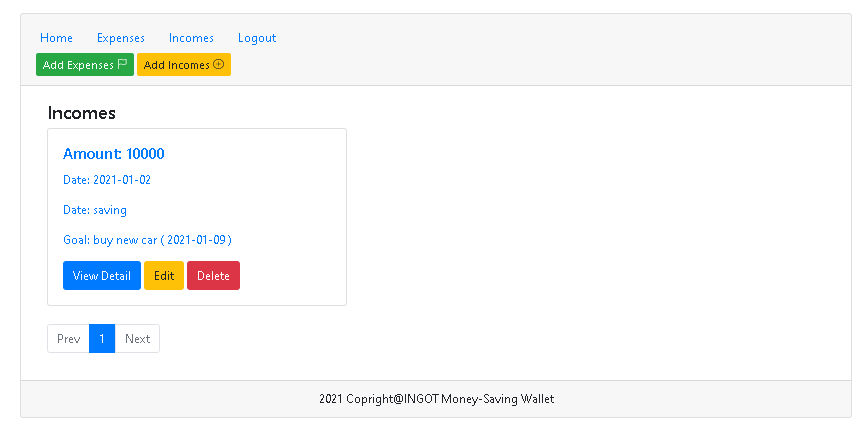 Home Expenses Incomes Logout
Add Expenses Add Incomes
Incomes
Amount: 10000
Date: 2021-01-02
Date: saving
Goal: buy new car ( 2021-01-09 )
View Detail Edit Delete
Prev 1 Next
2021 Copright@INGOT Money-Saving Wallet